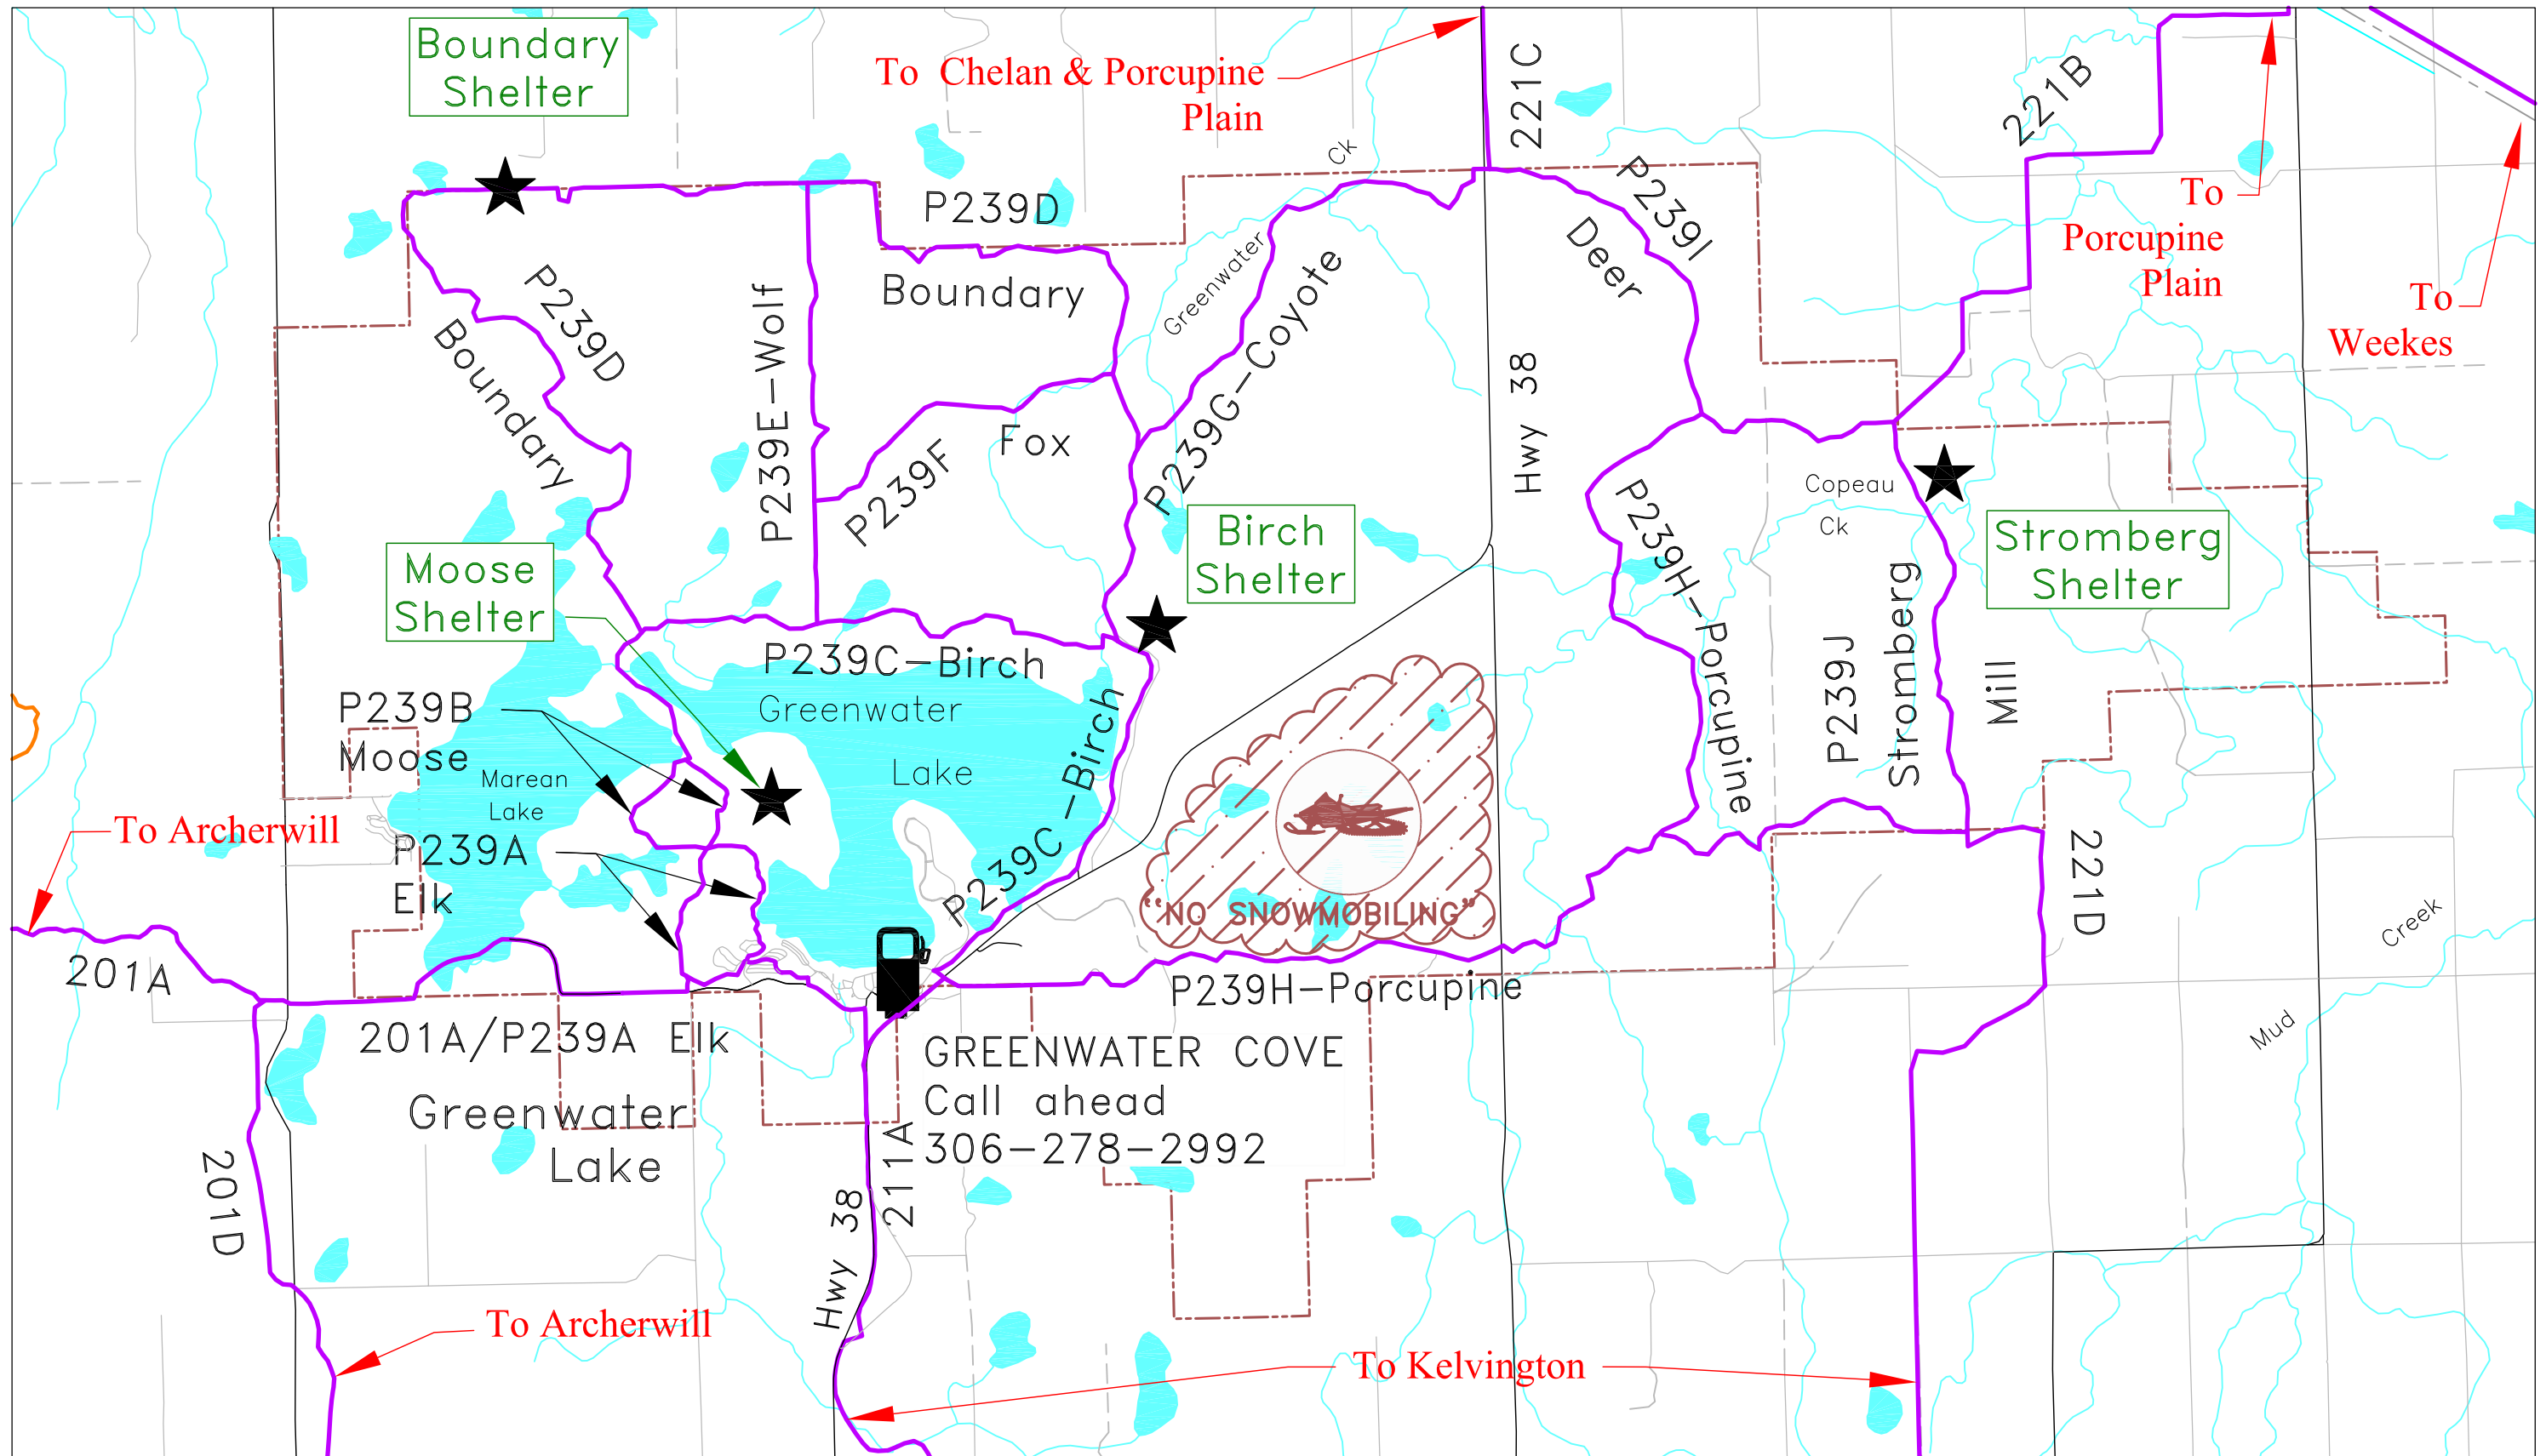 Boundary
Shelter
To Chelan & Porcupine
Plain
221C
221B
To
Porcupine
Plain
To
Weekes
Ck
P239D
P239I
Deer
Boundary
Greenwater
P239D
Boundary
P239E-Wolf
P239G-Coyote
Hwy 38
Fox
P239F
Copeau
Ck
Birch
Shelter
Stromberg
Shelter
Moose
Shelter
P239H-Porcupine
P239J
Stromberg
Mill
P239C-Birch
Greenwater
Lake
P239B
Moose
Marean
Lake
P239C-Birch
To Archerwill
P239A
Elk
"NO SNOWMOBILING"
221D
Creek
201A
P239H-Porcupine
Mud
201A/P239A Elk
GREENWATER COVE
Call ahead
306-278-2992
Greenwater
Lake
201D
211A
Hwy 38
To Archerwill
To Kelvington